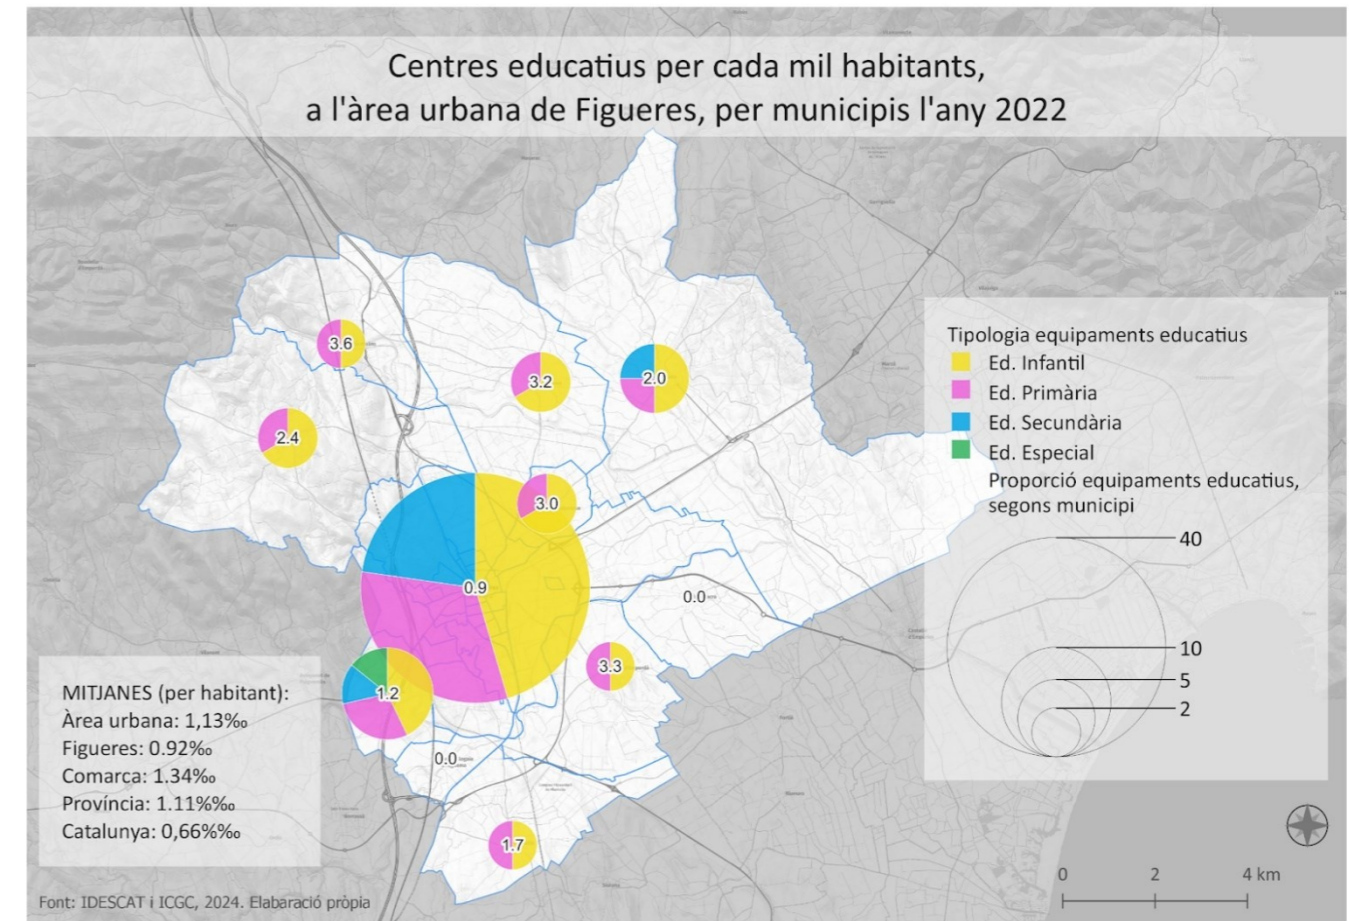 Centres educatius per cada mil habitants,
a l'àrea urbana de Figueres, per municipis l'any 2022
3.6
3.2
2.0
2.4
3.0
0.9
0.0
3.3
1.2
0.0
1.7
Tipologia equipaments educatius
Ed. Infantil
Ed. Primària
Ed. Secundària
Ed. Especial
Proporció equipaments educatius,
segons municipi
40
10
5
2
MITJANES (per habitant):
Àrea urbana: 1,13‰
Figueres: 0.92‰
Comarca: 1.34‰
Província: 1.11%‰
Catalunya: 0,66%‰
0 2 4 km
Font: IDESCAT i ICGC, 2024. Elabaració pròpia